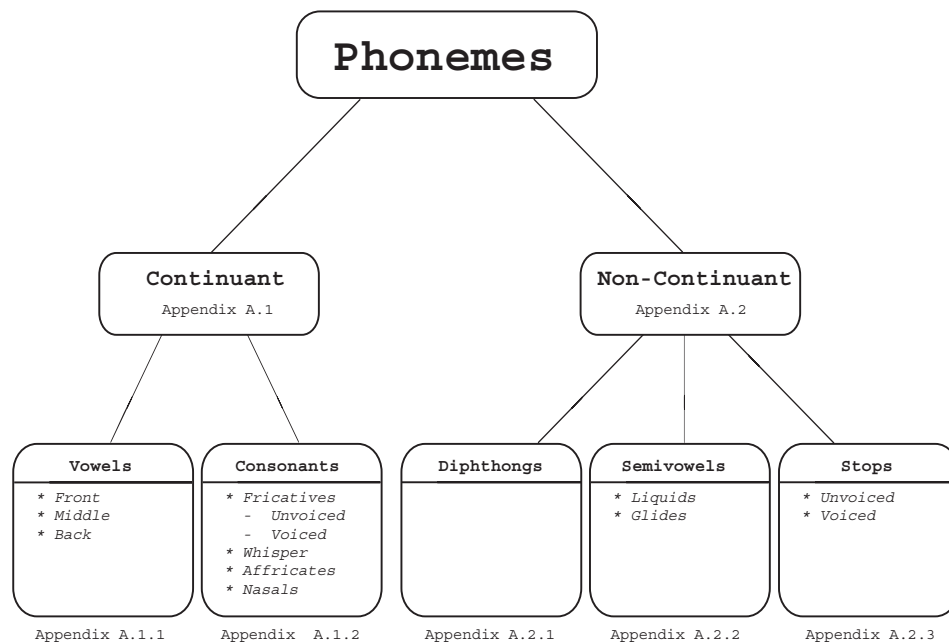 Phonemes
Continuant
Appendix A.1
Non-Continuant
Appendix A.2
Vowels
* Front
* Middle
* Back
Appendix A.1.1
Consonants
* Fricatives
- Unvoiced
- Voiced
* Whisper
* Affricates
* Nasals
Appendix A.1.2
Diphthongs
Appendix A.2.1
Semivowels
* Liquids
* Glides
Appendix A.2.2
Stops
* Unvoiced
* Voiced
Appendix A.2.3